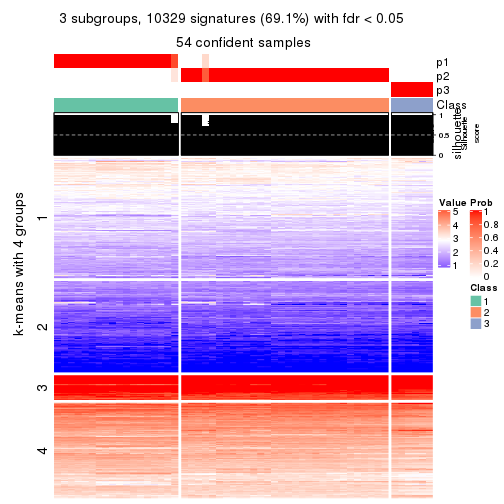 3 subgroups, 10329 signatures (69.1%) with fdr < 0.05
54 confident samples
p1
p2
p3
Class
silhouette
Silhouette
score
1
0.5
0
k-means with 4 groups
1
2
3
4
Value
5
4
3
2
1
Prob
1
0.8
0.6
0.4
0.2
0
Class
1
2
3